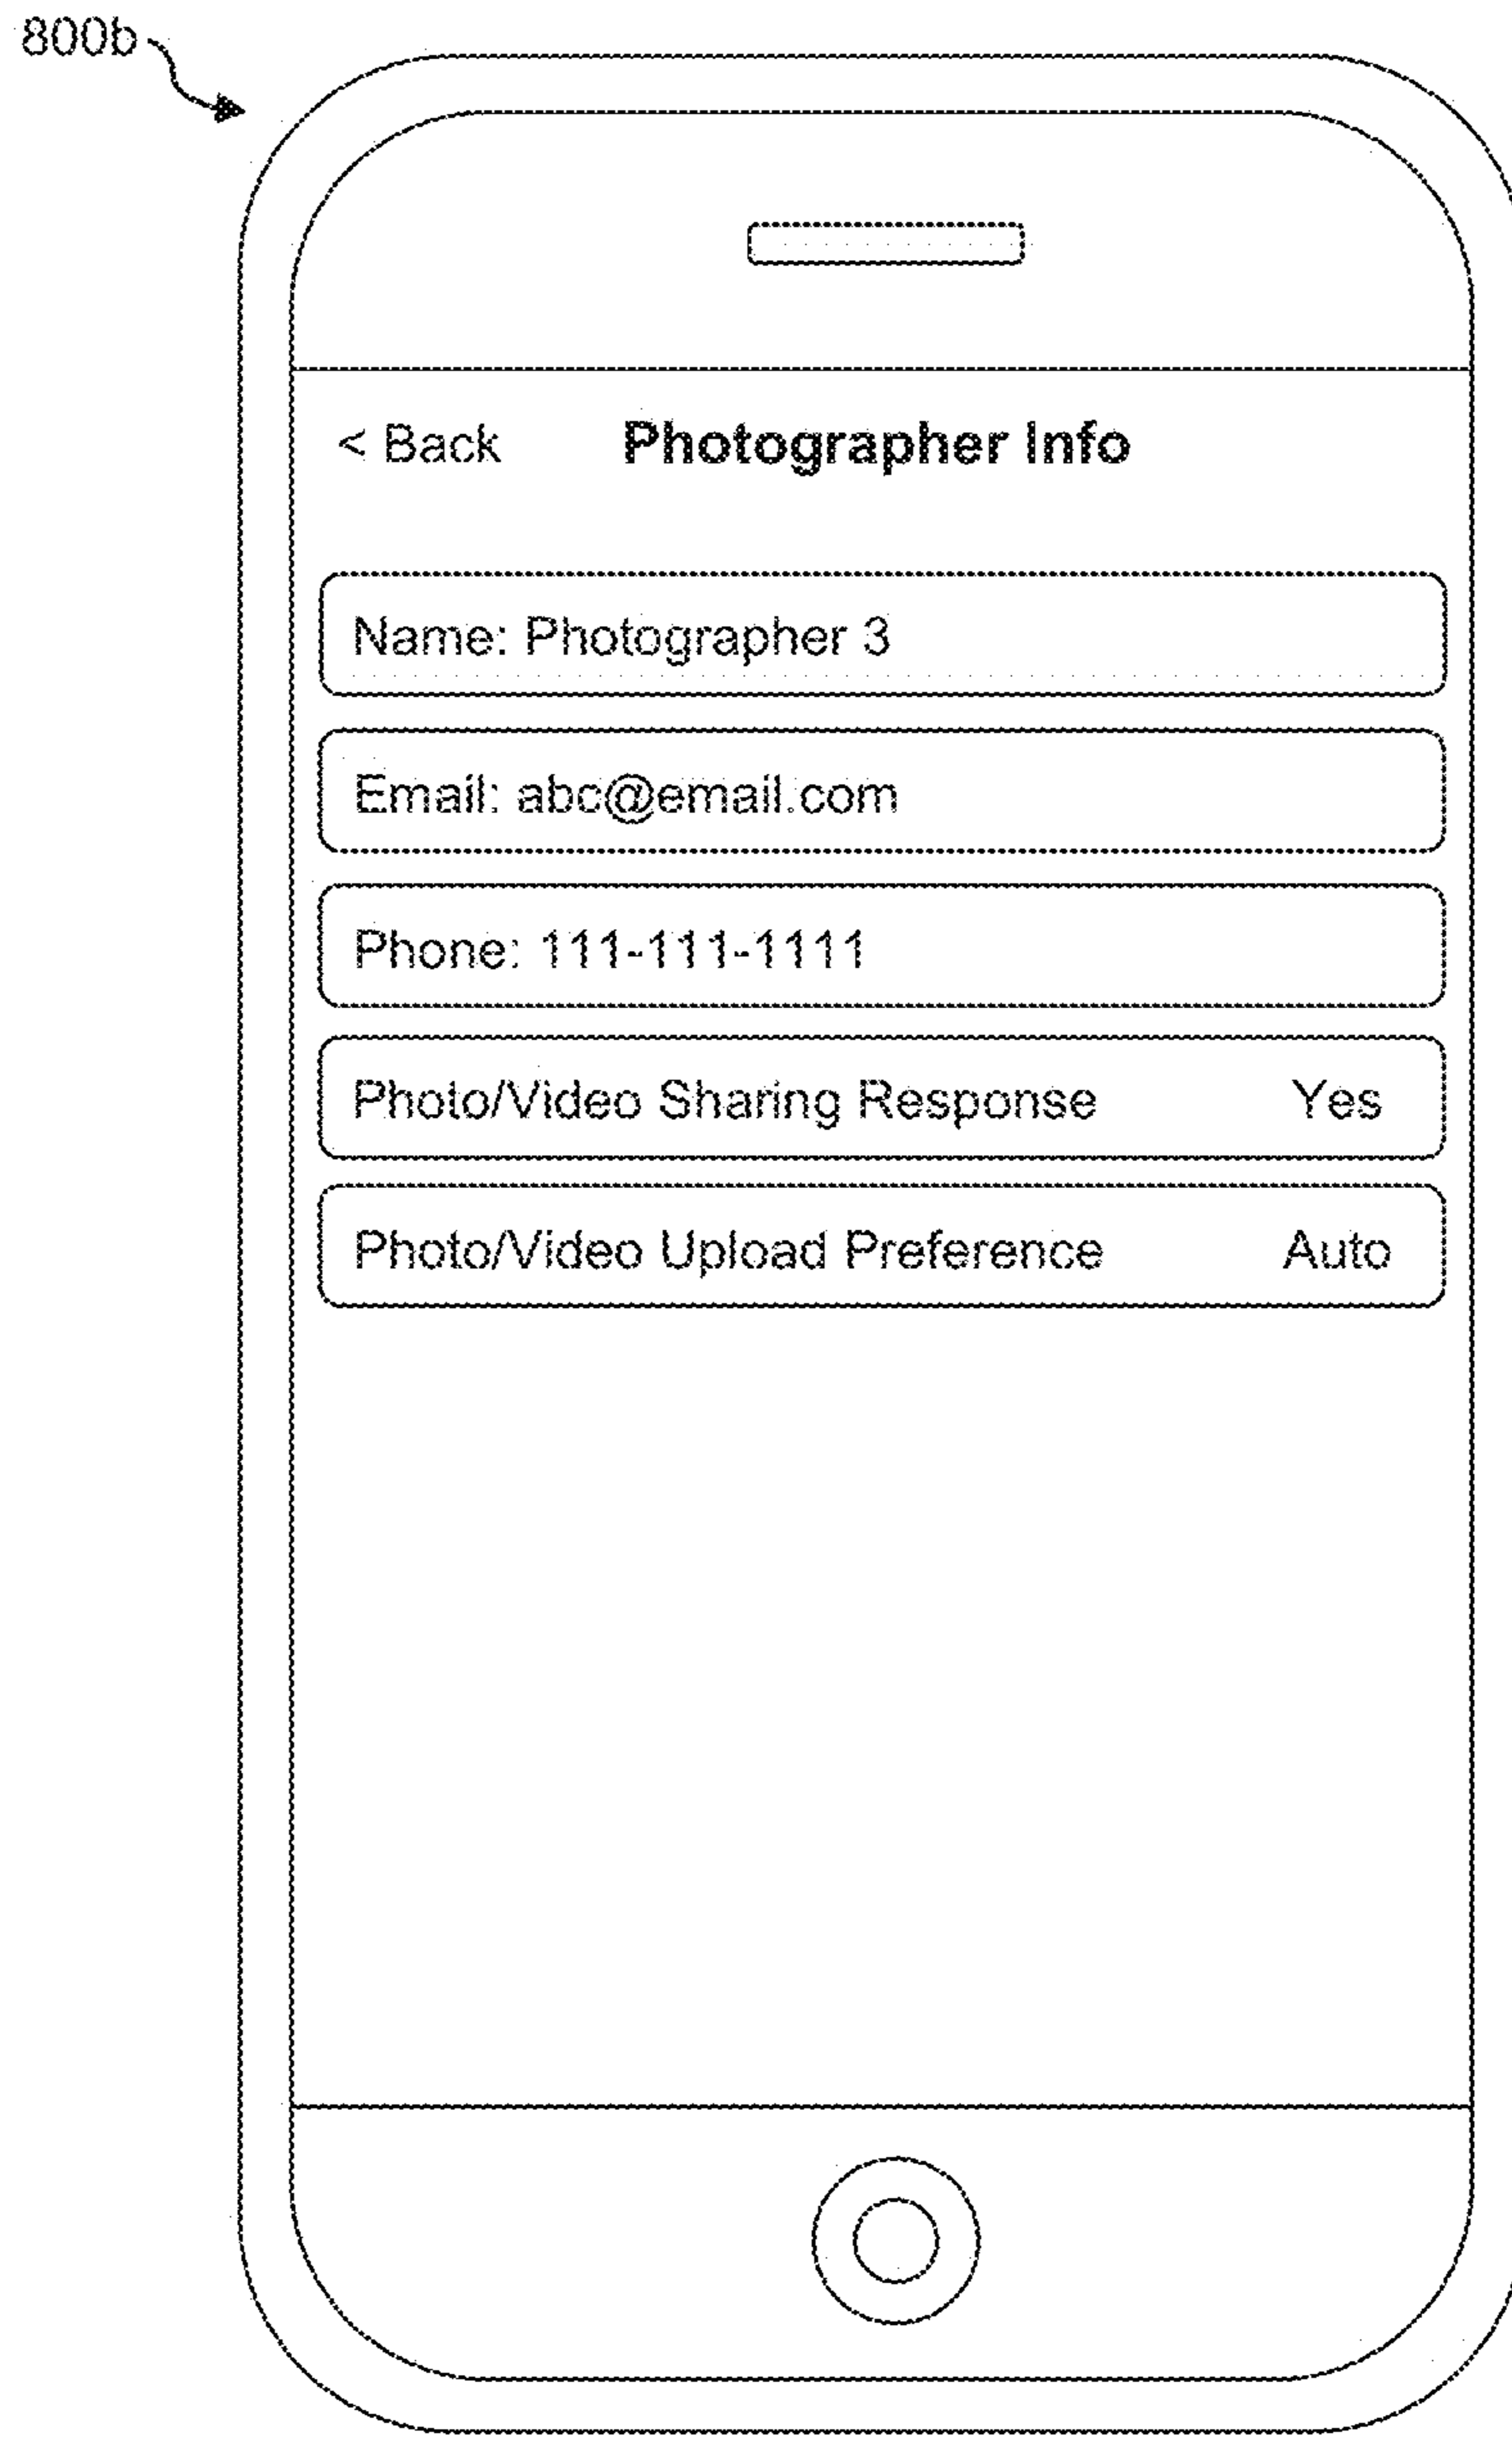 800b
< Back Photographer Info
Name: Photographer 3
Email: abc@email.com
Phone: 111-111-1111
Photo/Video Sharing Response Yes
Photo/Video Upload Preference Auto